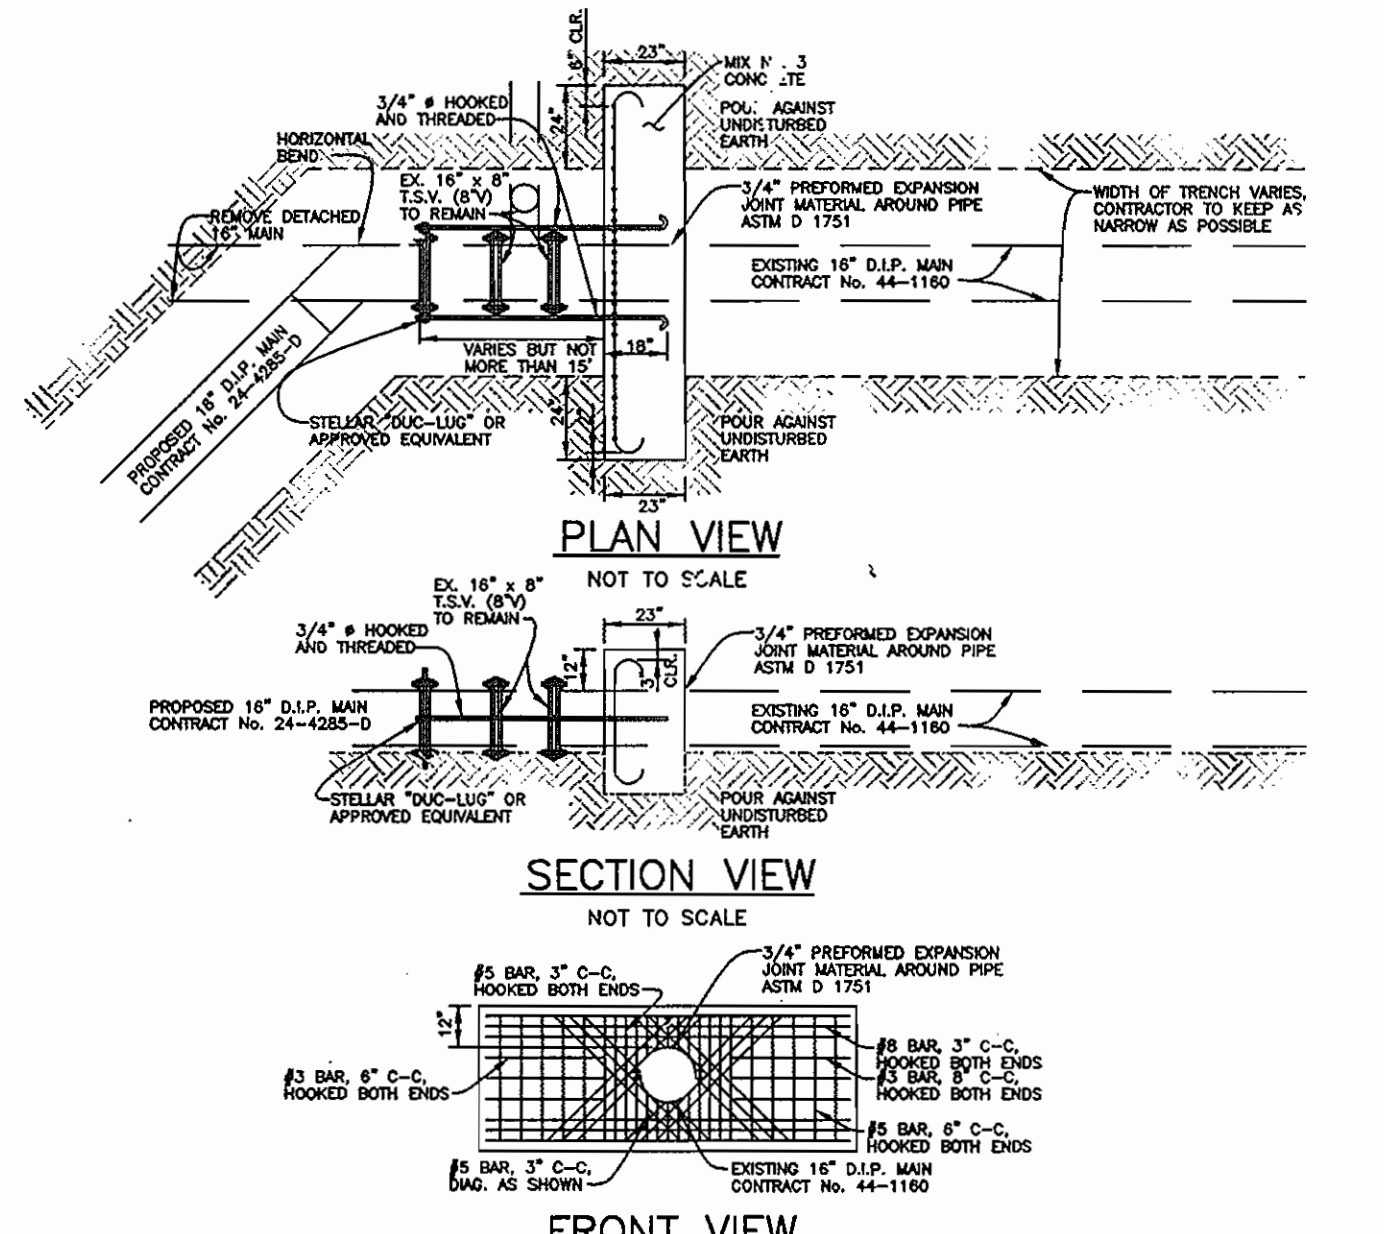 6" CLR.
23"
MIX N . 3
CONC TE
3/4" ø HOOKED
AND THREADED
24"
POU AGAINST
UNDISTURBED
EARTH
HORIZONTAL
BEND
EX. 16" x 8"
T.S.V. (8"V)
TO REMAIN
3/4" PREFORMED EXPANSION
JOINT MATERIAL AROUND PIPE
ASTM D 1751
WIDTH OF TRENCH VARIES,
CONTRACTOR TO KEEP AS
NARROW AS POSSIBLE
REMOVE DETACHED
16" MAIN
EXISTING 16" D.I.P. MAIN
CONTRACT No. 44-1160
VARIES BUT NOT
MORE THAN 15'
18"
PROPOSED 16" D.I.P. MAIN
CONTRACT No. 24-4285-D
STELLAR "DUC-LUG" OR
APPROVED EQUIVALENT
24"
POUR AGAINST
UNDISTURBED
EARTH
23"
PLAN VIEW
NOT TO SCALE
EX. 16" x 8"
T.S.V. (8"V)
TO REMAIN
23"
3/4" ø HOOKED
AND THREADED
12"
3" CLR.
3/4" PREFORMED EXPANSION
JOINT MATERIAL AROUND PIPE
ASTM D 1751
PROPOSED 16" D.I.P. MAIN
CONTRACT No. 24-4285-D
EXISTING 16" D.I.P. MAIN
CONTRACT No. 44-1160
STELLAR "DUC-LUG" OR
APPROVED EQUIVALENT
POUR AGAINST
UNDISTURBED
EARTH
SECTION VIEW
NOT TO SCALE
3/4" PREFORMED EXPANSION
JOINT MATERIAL AROUND PIPE
ASTM D 1751
#5 BAR, 3" C-C,
HOOKED BOTH ENDS
12"
#8 BAR, 3" C-C,
HOOKED BOTH ENDS
#3 BAR, 6" C-C,
HOOKED BOTH ENDS
#3 BAR, 8" C-C,
HOOKED BOTH ENDS
#5 BAR, 6" C-C,
HOOKED BOTH ENDS
#5 BAR, 3" C-C,
DIAG. AS SHOWN
EXISTING 16" D.I.P. MAIN
CONTRACT No. 44-1160
FRONT VIEW